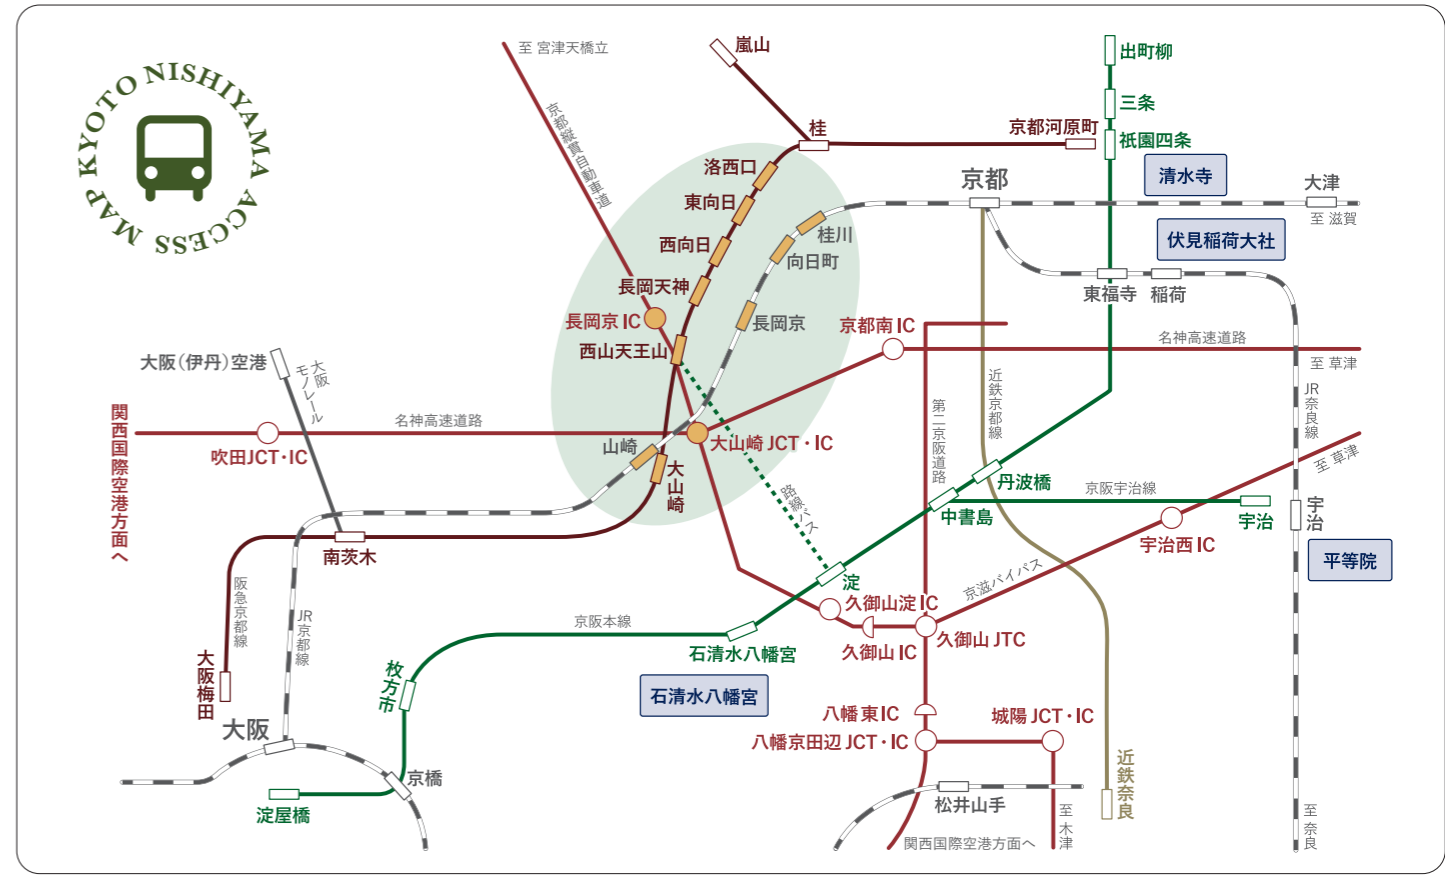 KYOTO NISHIYAMA ACCESS MAP
至 宮津天橋立
京都縦貫自動車道
嵐山
桂
京都河原町
出町柳
三条
祇園四条
清水寺
洛西口
東向日
西向日
長岡天神
長岡京 IC
西山天王山
桂川
向日町
長岡京
京都
大津
至 滋賀
伏見稲荷大社
東福寺
稲荷
京都南 IC
名神高速道路
至 草津
大阪（伊丹）空港
大阪
モノレール
関西国際空港方面へ
名神高速道路
吹田JCT・IC
山崎
大山崎
大山崎 JCT・IC
路線バス
第二京阪道路
近鉄京都線
JR奈良線
至 草津
丹波橋
中書島
京阪宇治線
宇治
宇治
宇治西 IC
平等院
南茨木
阪急京都線
JR京都線
淀
京滋バイパス
久御山淀 IC
久御山 IC
久御山 JTC
京阪本線
石清水八幡宮
石清水八幡宮
大阪梅田
枚方市
大阪
京橋
淀屋橋
八幡東 IC
八幡京田辺 JCT・IC
城陽 JCT・IC
松井山手
関西国際空港方面へ
至 木津
近鉄奈良
至 奈良